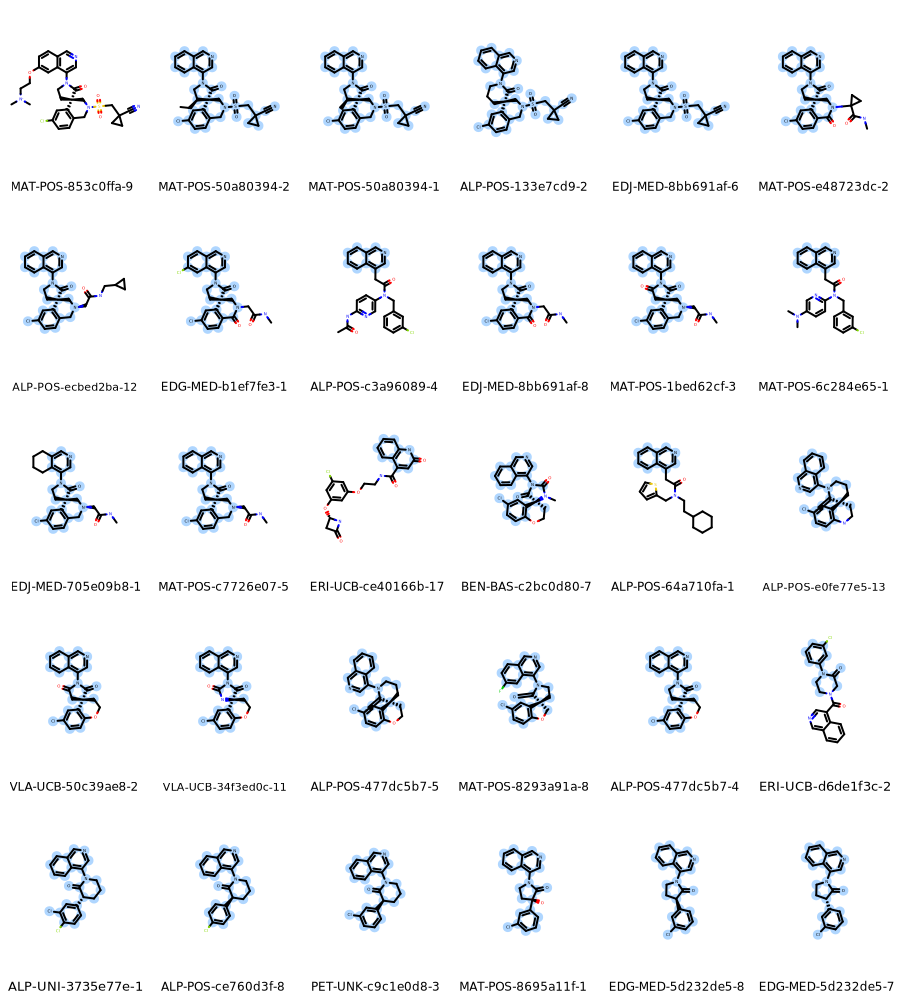 MAT-POS-853c0ffa-9 MAT-POS-50a80394-2 MAT-POS-50a80394-1 ALP-POS-133e7cd9-2 EDJ-MED-8bb691af-6 MAT-POS-e48723dc-2
ALP-POS-ecbed2ba-12 EDG-MED-b1ef7fe3-1 ALP-POS-c3a96089-4 EDJ-MED-8bb691af-8 MAT-POS-1bed62cf-3 MAT-POS-6c284e65-1
EDJ-MED-705e09b8-1 MAT-POS-c7726e07-5 ERI-UCB-ce40166b-17 BEN-BAS-c2bc0d80-7 ALP-POS-64a710fa-1 ALP-POS-e0fe77e5-13
VLA-UCB-50c39ae8-2 VLA-UCB-34f3ed0c-11 ALP-POS-477dc5b7-5 MAT-POS-8293a91a-8 ALP-POS-477dc5b7-4 ERI-UCB-d6de1f3c-2
ALP-UNI-3735e77e-1 ALP-POS-ce760d3f-8 PET-UNK-c9c1e0d8-3 MAT-POS-8695a11f-1 EDG-MED-5d232de5-8 EDG-MED-5d232de5-7